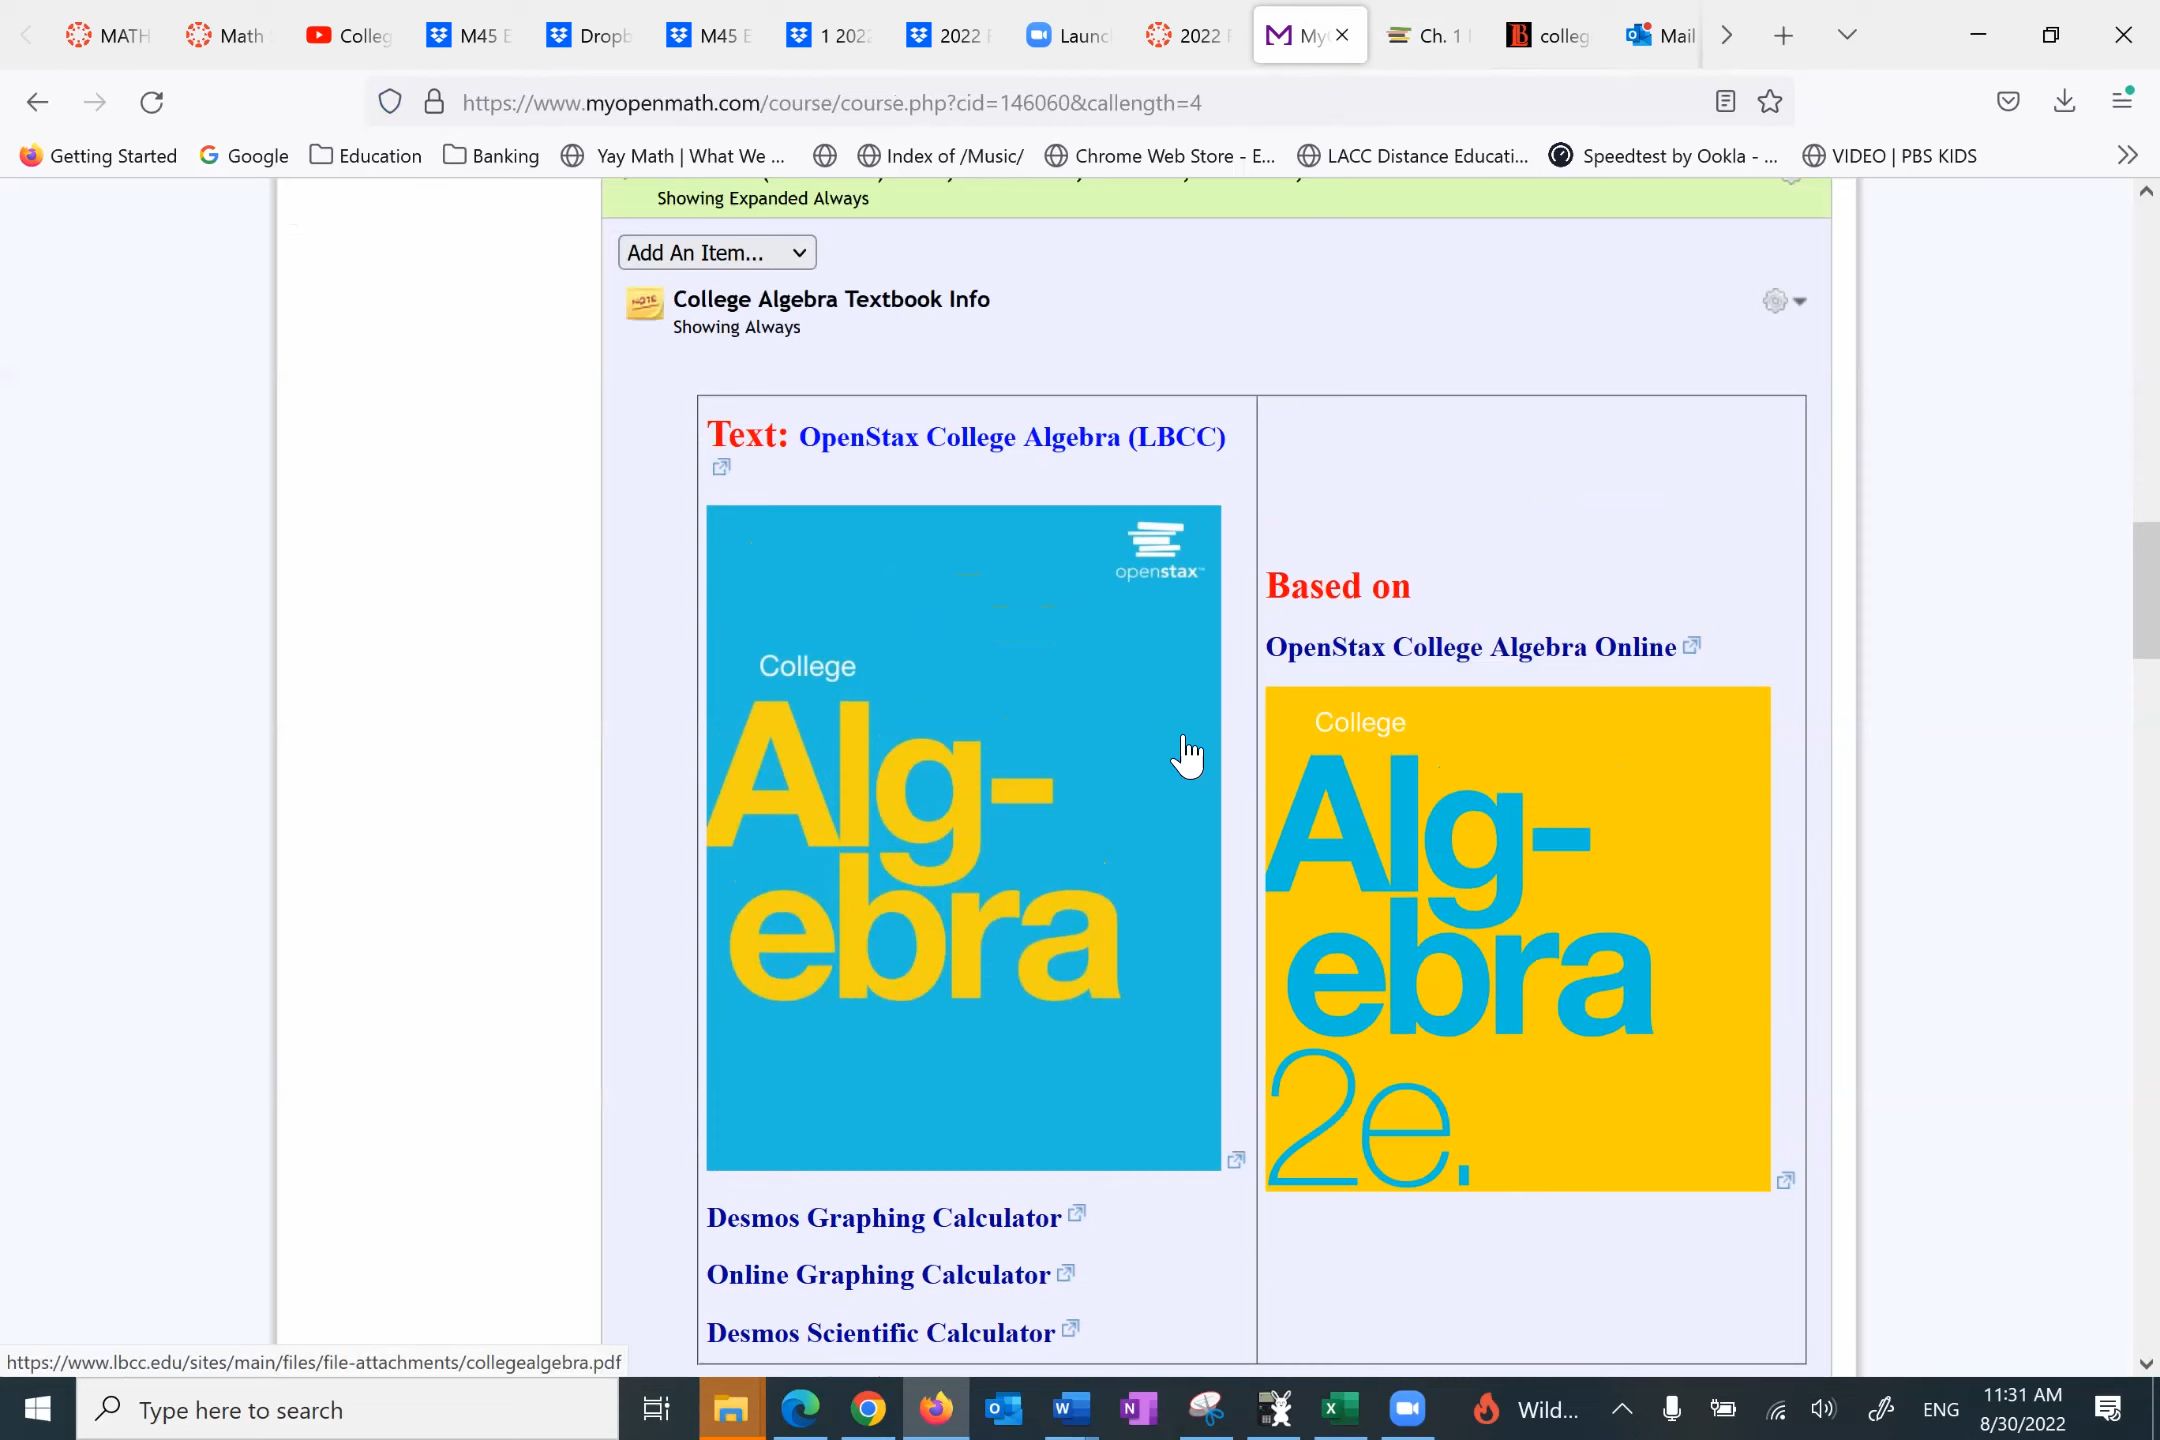 MATH
Math
Colleg
M45 E
Dropb
M45 E
1 2022
2022 F
Launc
2022 F
My
Ch. 1
colleg
Mail
https://www.myopenmath.com/course/course.php?cid=146060&callength=4
Getting Started
Google
Education
Banking
Yay Math | What We ...
Index of /Music/
Chrome Web Store - E...
LACC Distance Educati...
Speedtest by Ookla - ...
VIDEO | PBS KIDS
Showing Expanded Always
Add An Item...
NOTE
College Algebra Textbook Info
Showing Always
Text: OpenStax College Algebra (LBCC)
openstax™
College
Alg-
ebra
Desmos Graphing Calculator
Online Graphing Calculator
Desmos Scientific Calculator
Based on
OpenStax College Algebra Online
College
Alg-
ebra
2e.
https://www.lbcc.edu/sites/main/files/file-attachments/collegealgebra.pdf
Type here to search
Wild...
ENG
11:31 AM
8/30/2022